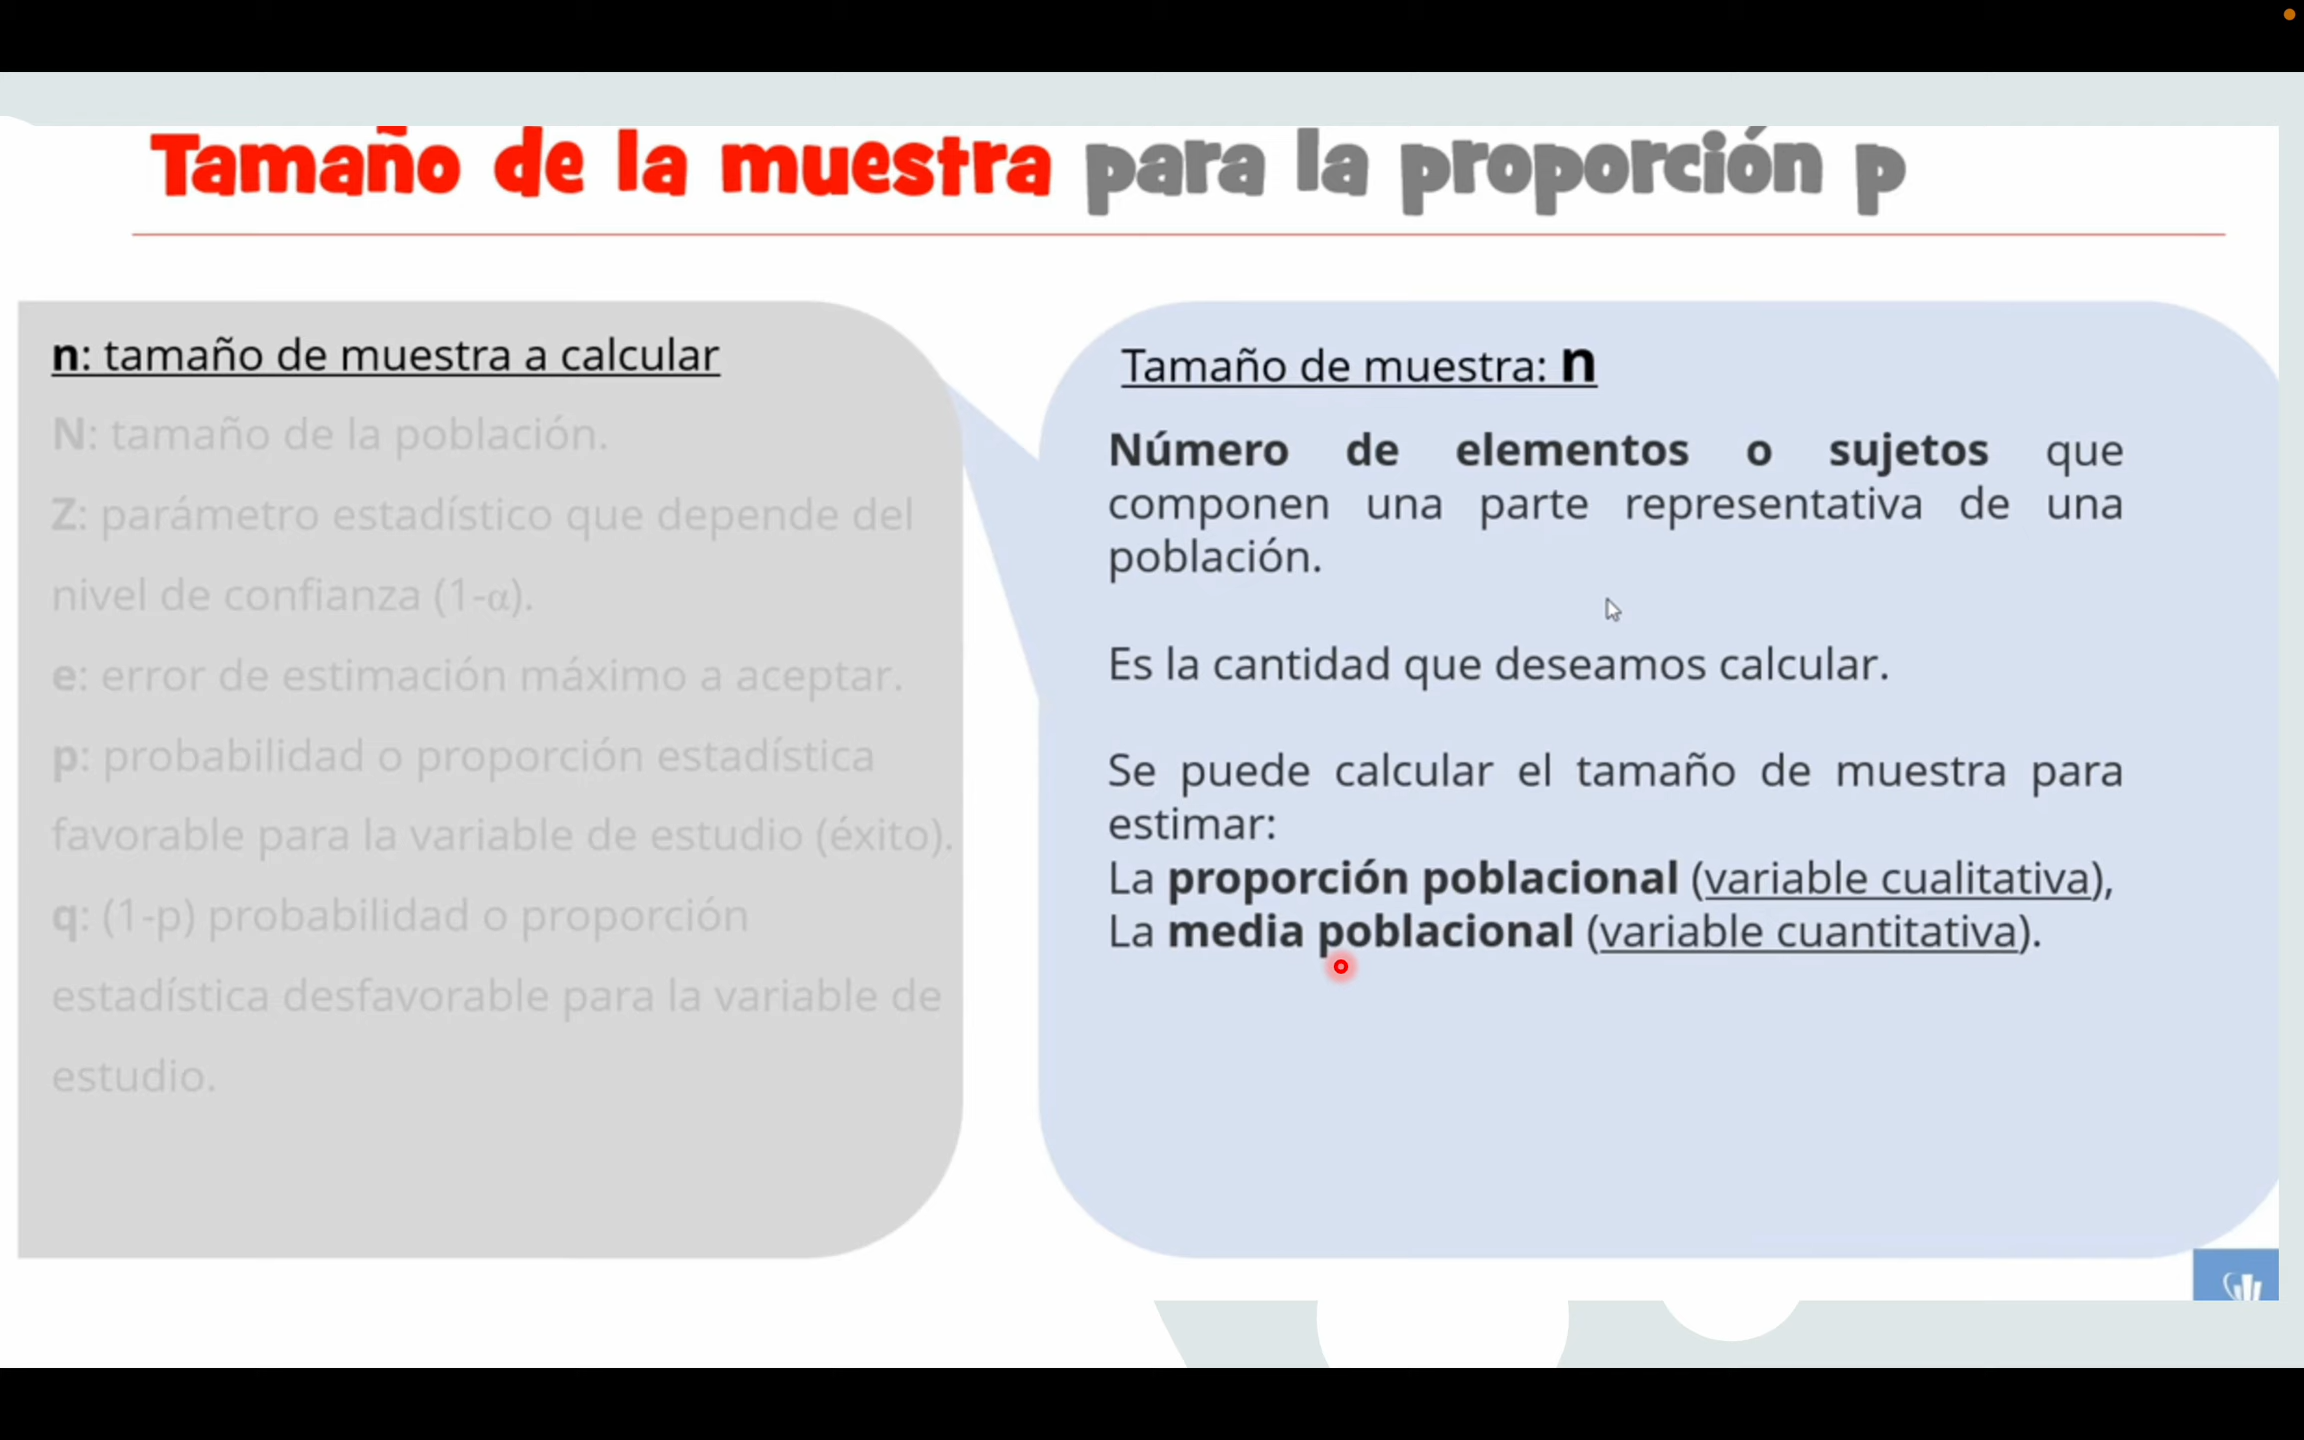 Tamaño de la muestra para la proporción p
n: tamaño de muestra a calcular
N: tamaño de la población.
Z: parámetro estadístico que depende del
nivel de confianza (1-α).
e: error de estimación máximo a aceptar.
p: probabilidad o proporción estadística
favorable para la variable de estudio (éxito).
q: (1-p) probabilidad o proporción
estadística desfavorable para la variable de
estudio.
Tamaño de muestra: n
Número de elementos o sujetos que
componen una parte representativa de una
población.
Es la cantidad que deseamos calcular.
Se puede calcular el tamaño de muestra para
estimar:
La proporción poblacional (variable cualitativa),
La media poblacional (variable cuantitativa).